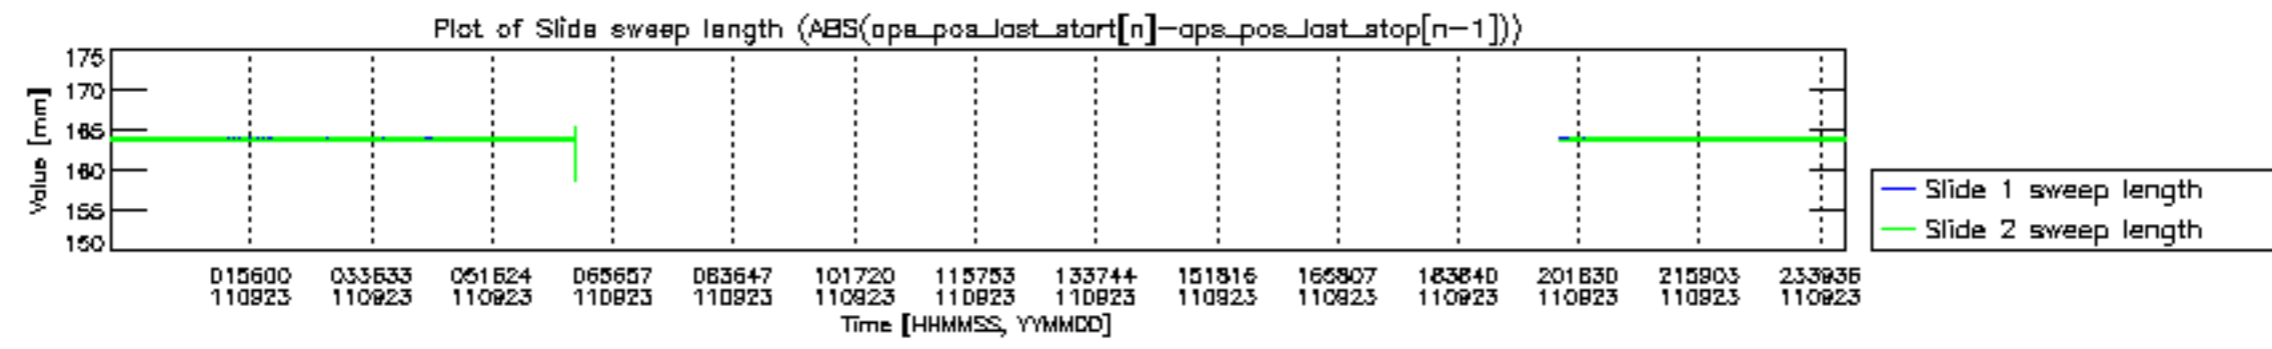 Plot of Slide sweep length (ABS(aps_pos_last_start[n]-aps_pos_last_stop[n-1]))
175
170
165
160
155
150
Value [mm]
015600 033633 051624 065657 083647 101720 115753 133744 151816 165807 183840 201830 215903 233936
110923 110923 110923 110923 110923 110923 110923 110923 110923 110923 110923 110923 110923 110923
Time [HHMMSS, YYMMDD]
Slide 1 sweep length
Slide 2 sweep length